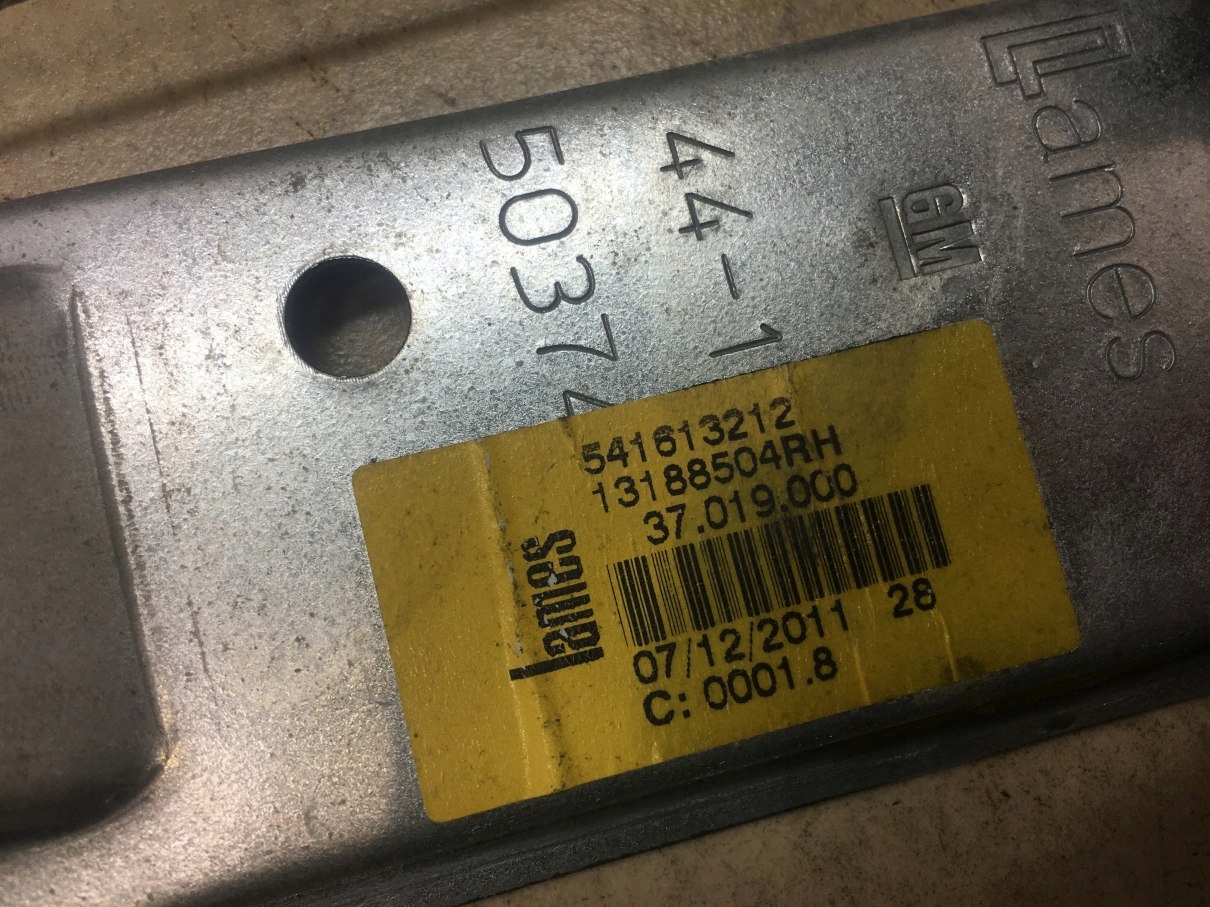 Lames
GM
44-1
5037
541613212
13188504RH
37.019.000
Lames
07/12/2011 28
C: 0001.8